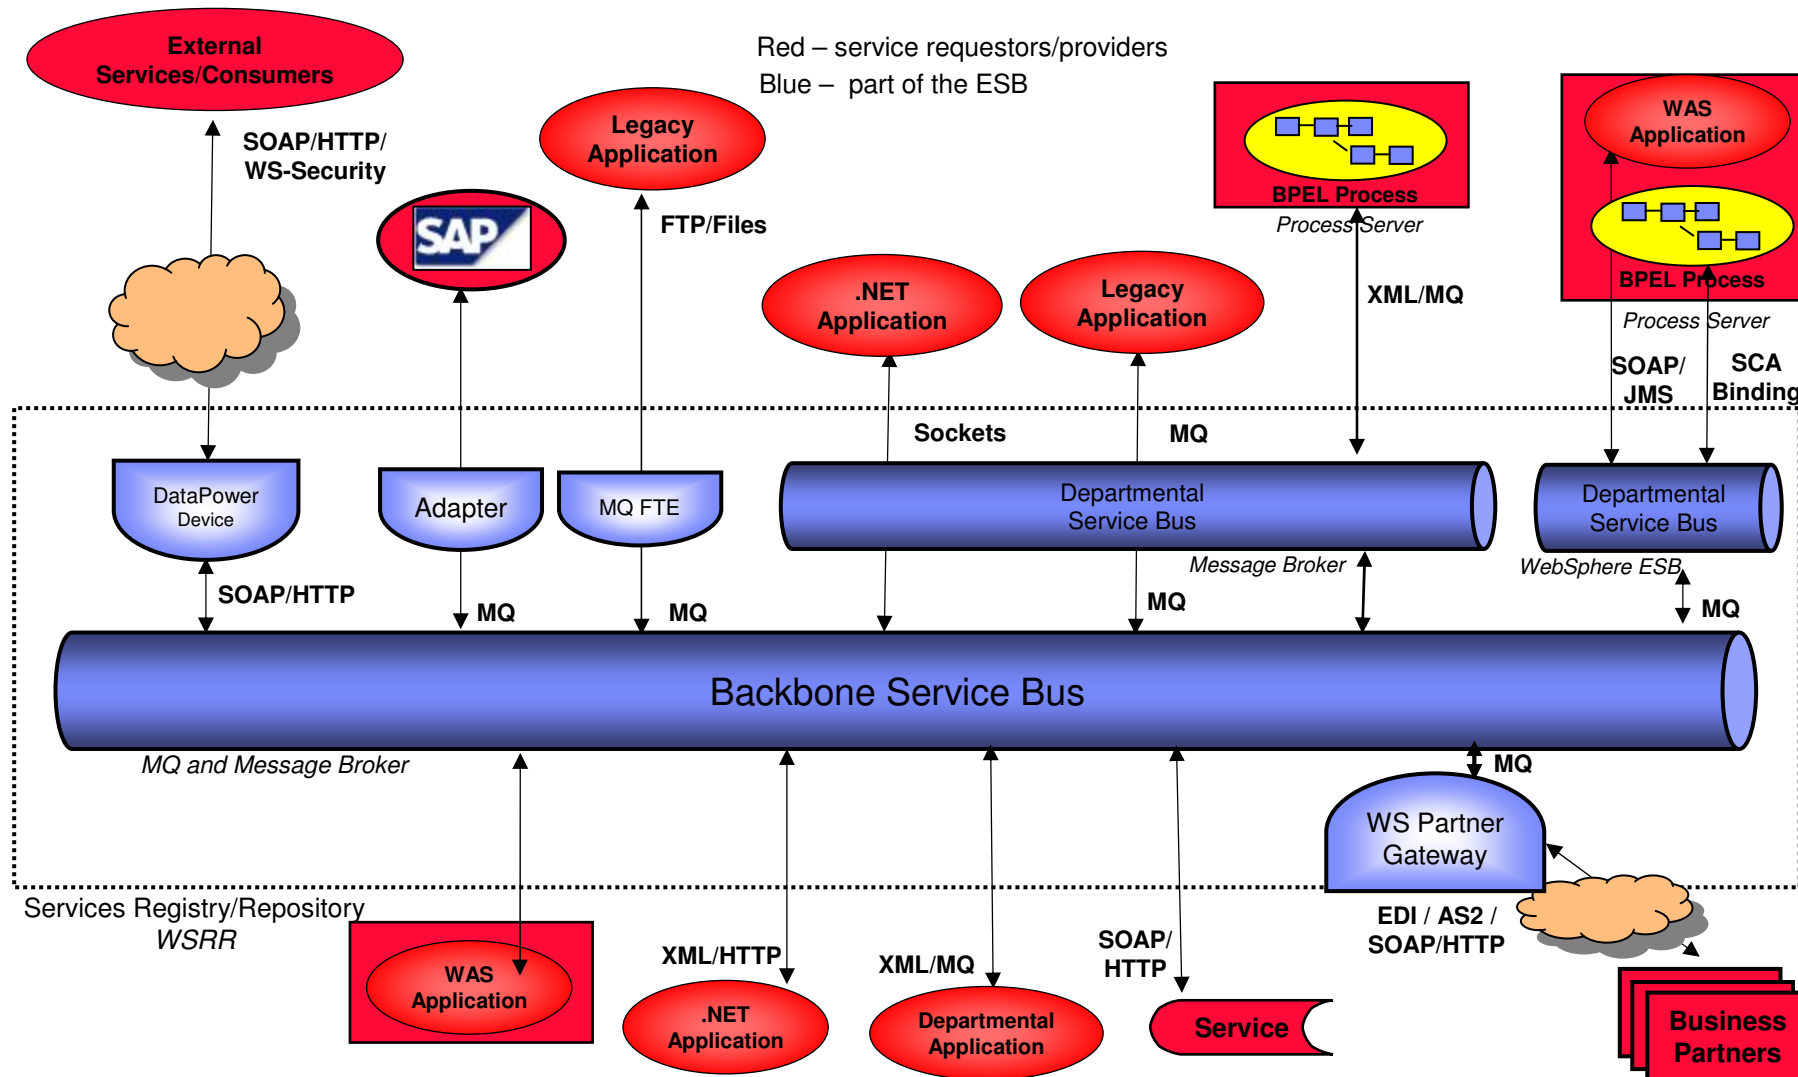 External
Services/Consumers
Red – service requestors/providers
Blue – part of the ESB
SOAP/HTTP/
WS-Security
Legacy
Application
SAP
FTP/Files
BPEL Process
Process Server
WAS
Application
BPEL Process
Process Server
.NET
Application
Legacy
Application
XML/MQ
SOAP/
JMS
SCA
Binding
Sockets
MQ
DataPower
Device
Adapter
MQ FTE
Departmental
Service Bus
Message Broker
Departmental
Service Bus
WebSphere ESB
SOAP/HTTP
MQ
MQ
MQ
MQ
Backbone Service Bus
MQ and Message Broker
MQ
WS Partner
Gateway
Services Registry/Repository
WSRR
WAS
Application
XML/HTTP
.NET
Application
XML/MQ
Departmental
Application
SOAP/
HTTP
Service
EDI / AS2 /
SOAP/HTTP
Business
Partners